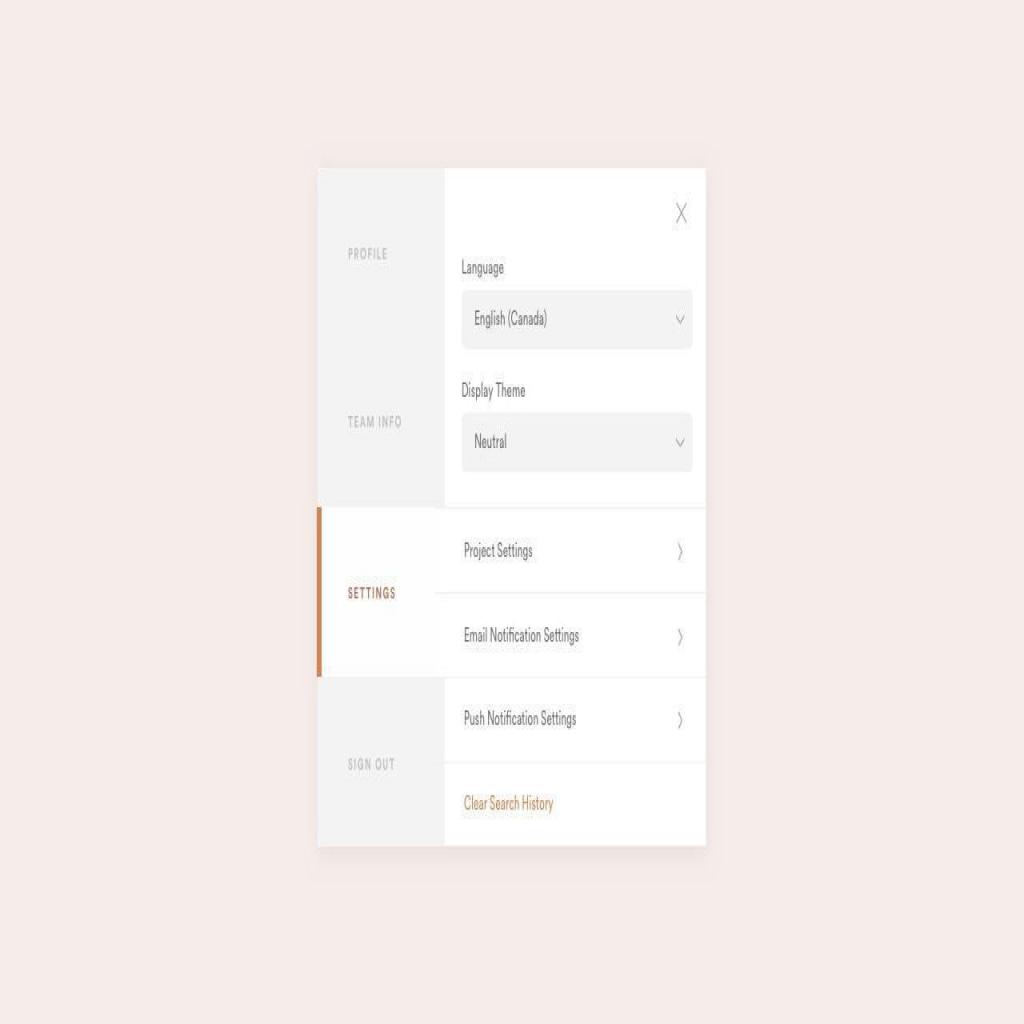 PROFILE
TEAM INFO
SETTINGS
SIGN OUT
Language
English (Canada)
Display Theme
Neutral
Project Settings
Email Notification Settings
Push Notification Settings
Clear Search History